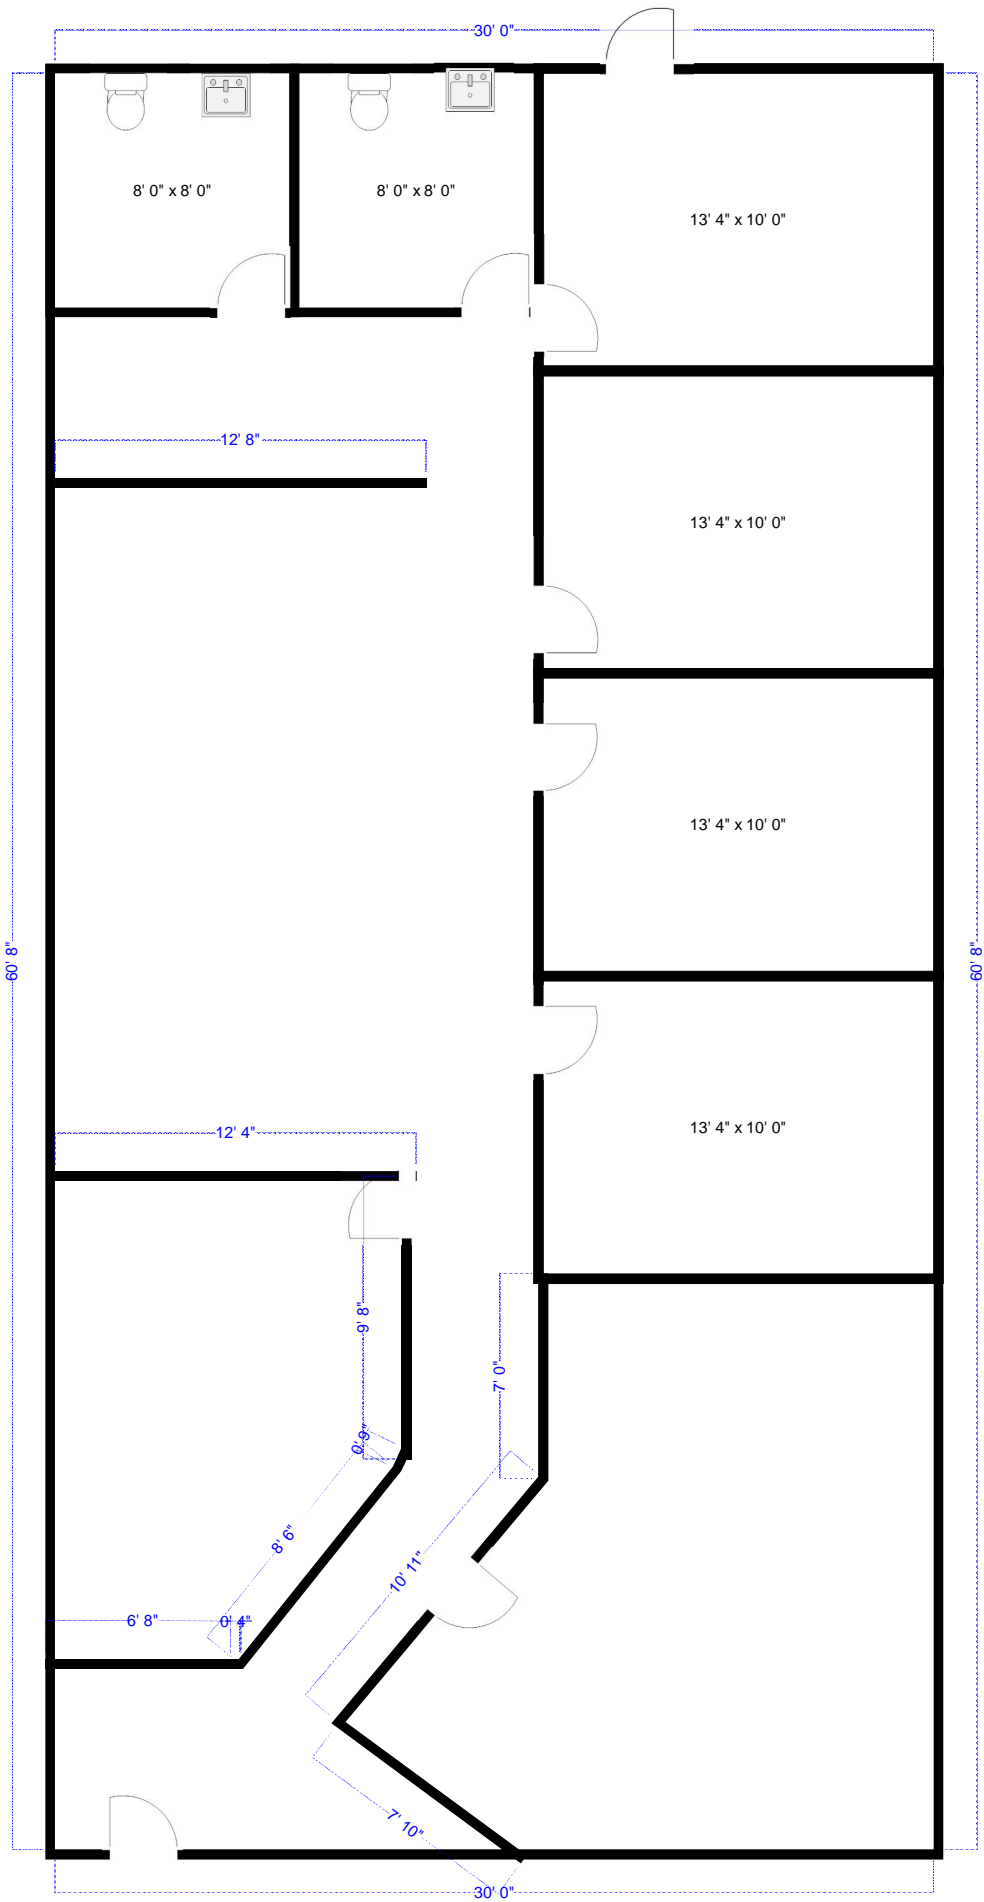 30' 0"
8' 0" x 8' 0"
8' 0" x 8' 0"
13' 4" x 10' 0"
12' 8"
13' 4" x 10' 0"
13' 4" x 10' 0"
60' 8"
60' 8"
13' 4" x 10' 0"
12' 4"
9' 8"
7' 0"
0' 9"
8' 6"
10' 11"
6' 8"
0' 4"
7' 10"
30' 0"